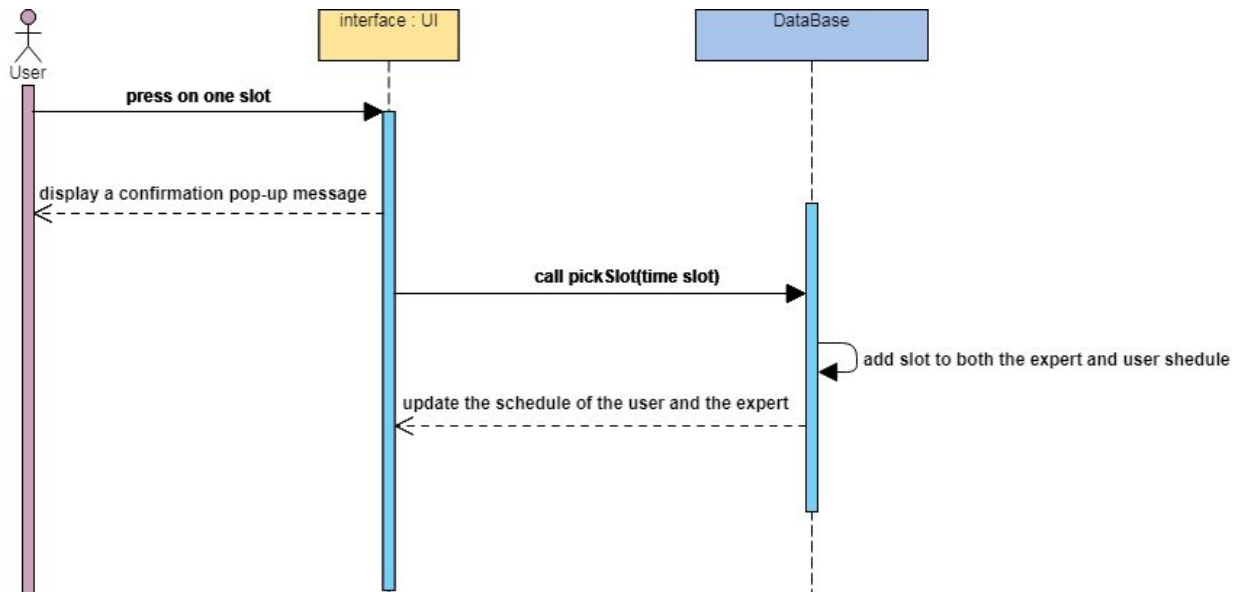 interface : UI
DataBase
User
press on one slot
display a confirmation pop-up message
call pickSlot(time slot)
add slot to both the expert and user shedule
update the schedule of the user and the expert